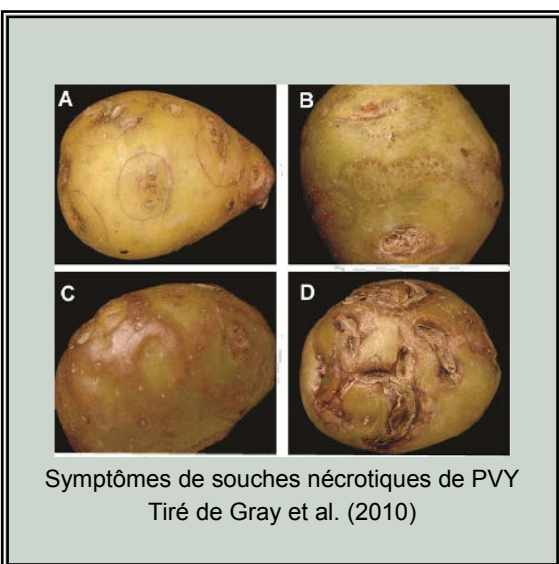 A
B
C
D
Symptômes de souches nécrotiques de PVY
Tiré de Gray et al. (2010)